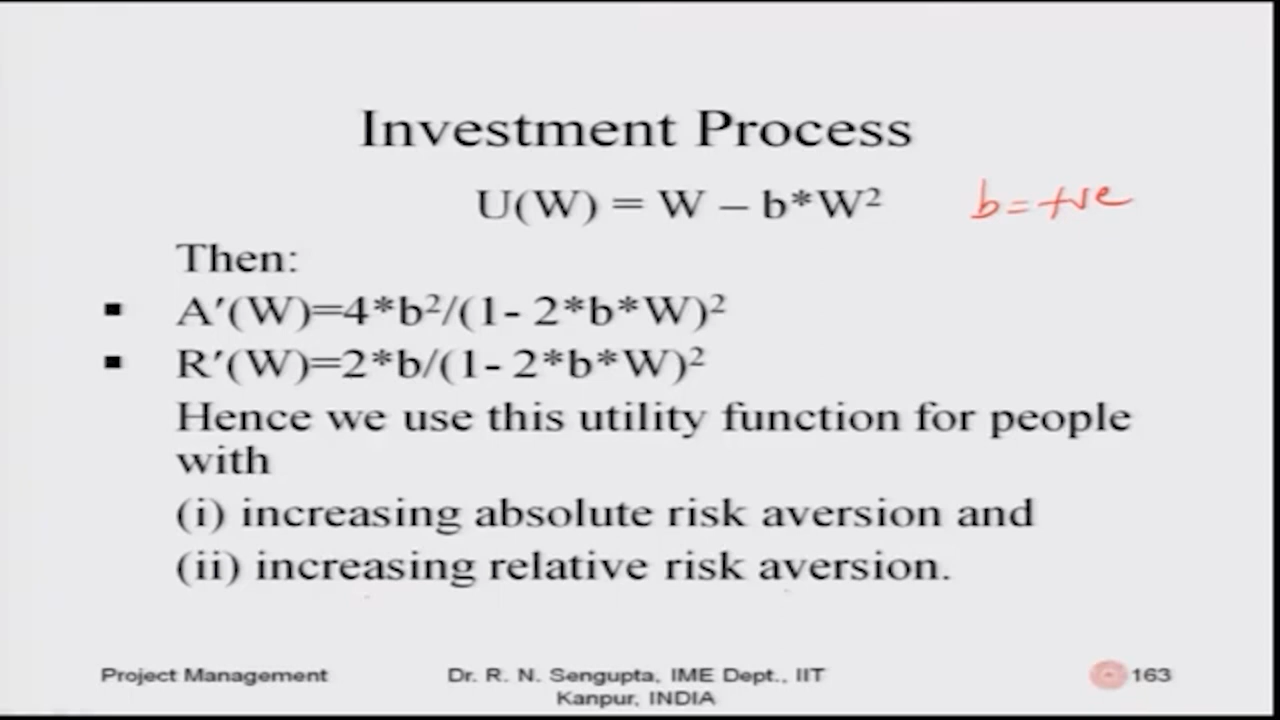 Investment Process
U(W) = W – b*W² b=+ve
Then:
▪ A′(W)=4*b²/(1- 2*b*W)²
▪ R′(W)=2*b/(1- 2*b*W)²
Hence we use this utility function for people
with
(i) increasing absolute risk aversion and
(ii) increasing relative risk aversion.
Project Management Dr. R. N. Sengupta, IME Dept., IIT 163
Kanpur, INDIA